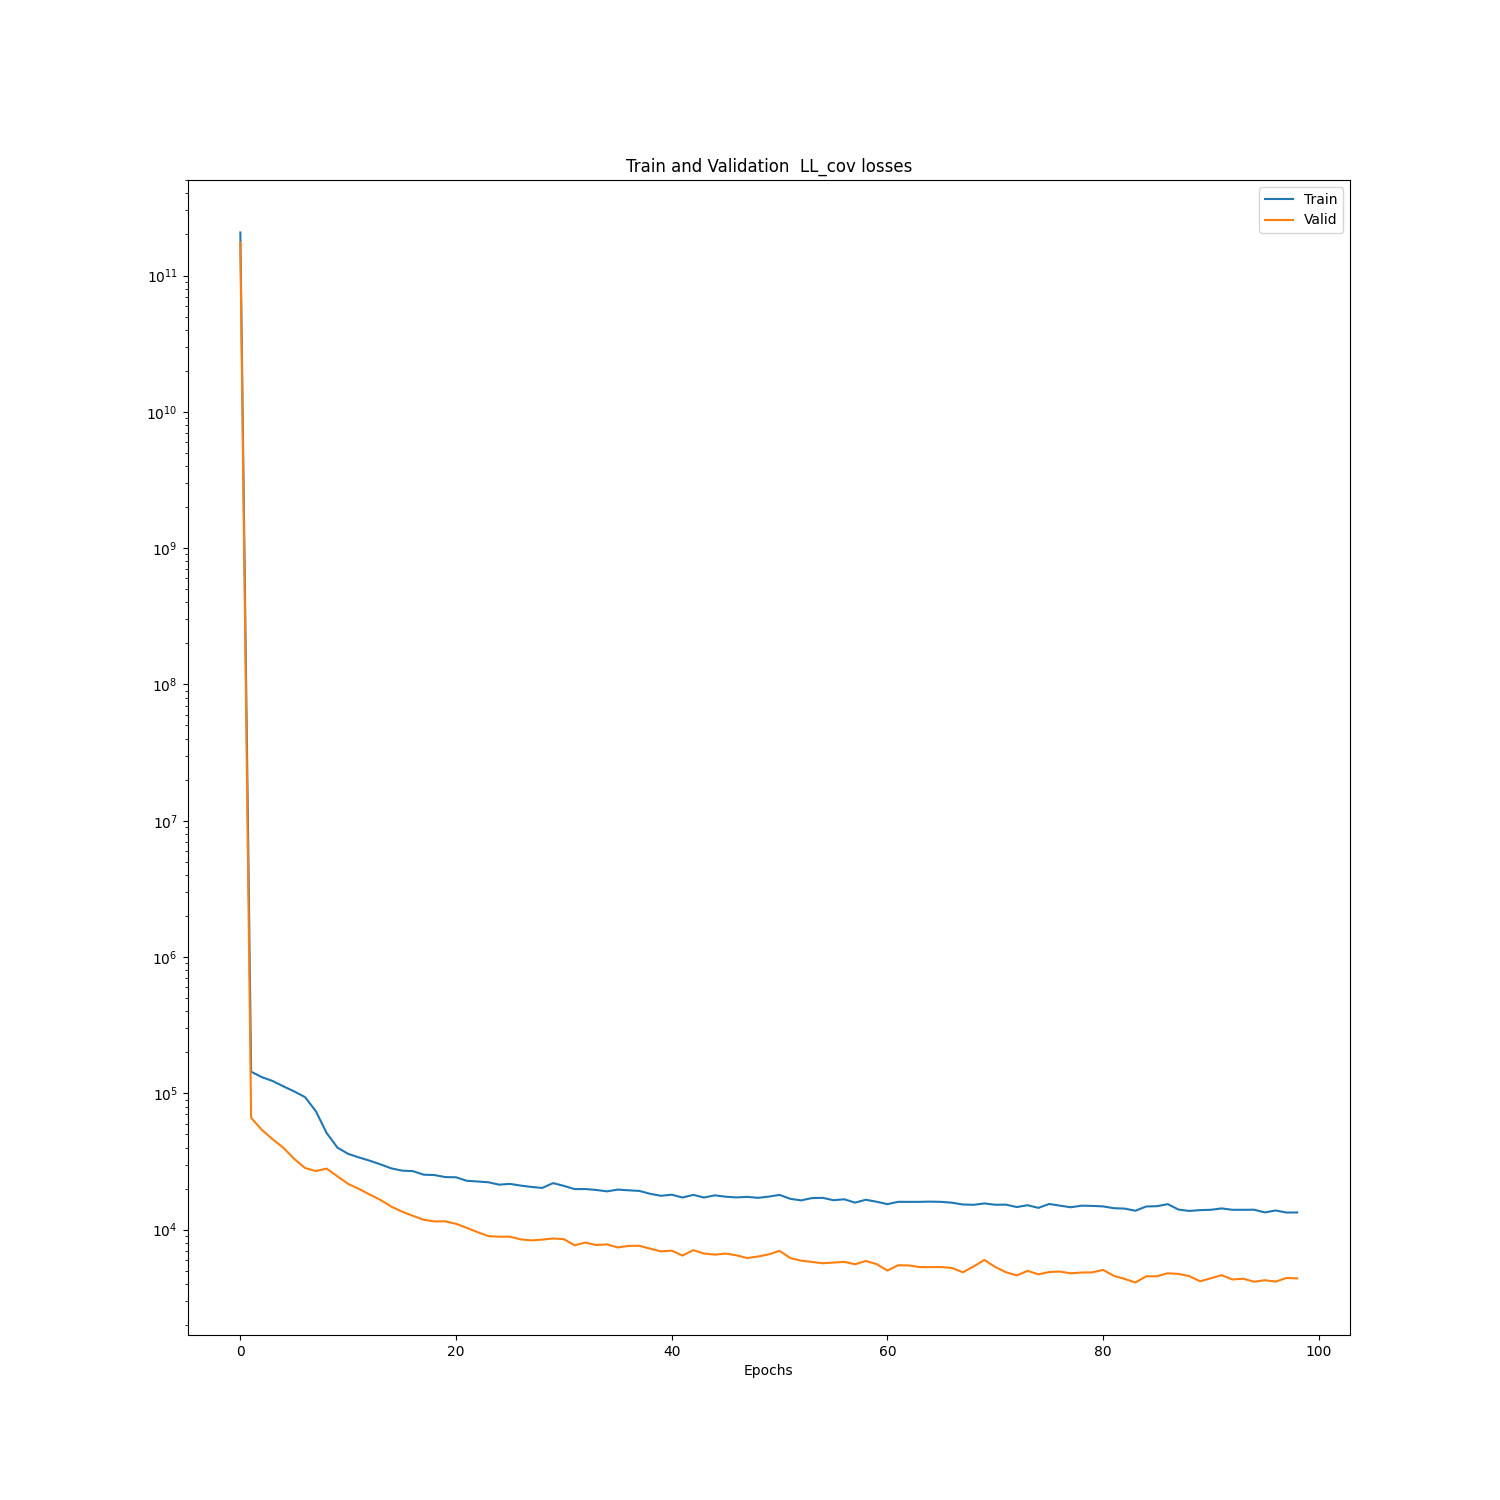 Train and Validation  LL_cov losses
Train
Valid
10¹¹
10¹⁰
10⁹
10⁸
10⁷
10⁶
10⁵
10⁴
0 20 40 60 80 100
Epochs